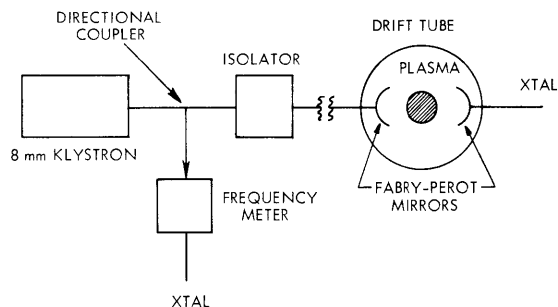 DIRECTIONAL
COUPLER
ISOLATOR
DRIFT TUBE
PLASMA
XTAL
8 mm KLYSTRON
FREQUENCY
METER
FABRY-PEROT
MIRRORS
XTAL